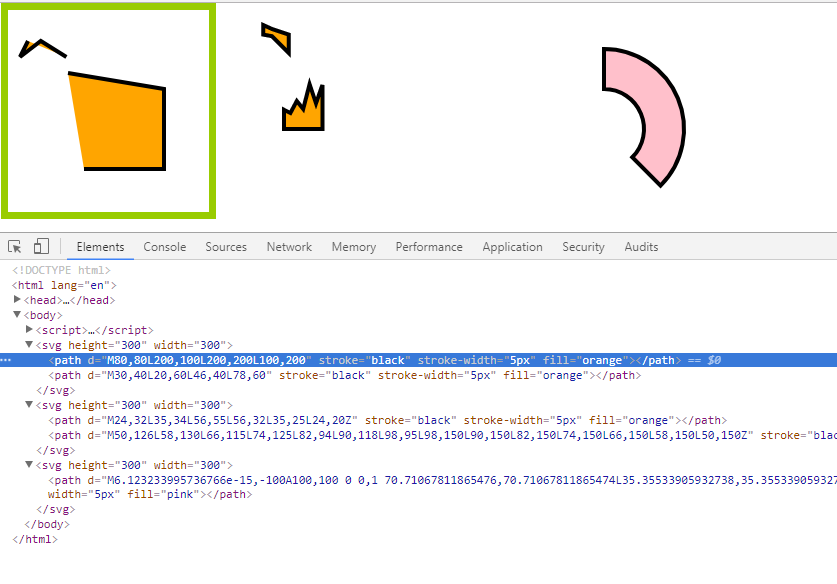 Elements Console Sources Network Memory Performance Application Security Audits
<!DOCTYPE html>
<html lang="en">
<head>…</head>
<body>
<script>…</script>
<svg height="300" width="300">
<path d="M80,80L200,100L200,200L100,200" stroke="black" stroke-width="5px" fill="orange"></path> == $0
<path d="M30,40L20,60L46,40L78,60" stroke="black" stroke-width="5px" fill="orange"></path>
</svg>
<svg height="300" width="300">
<path d="M24,32L35,34L56,55L56,32L35,25L24,20Z" stroke="black" stroke-width="5px" fill="orange"></path>
<path d="M50,126L58,130L66,115L74,125L82,94L90,118L98,95L98,150L90,150L82,150L74,150L66,150L58,150L50,150Z" stroke="blac
</svg>
<svg height="300" width="300">
<path d="M6.123233995736766e-15,-100A100,100 0 0,1 70.71067811865476,70.71067811865474L35.35533905932738,35.355339059327
width="5px" fill="pink"></path>
</svg>
</body>
</html>